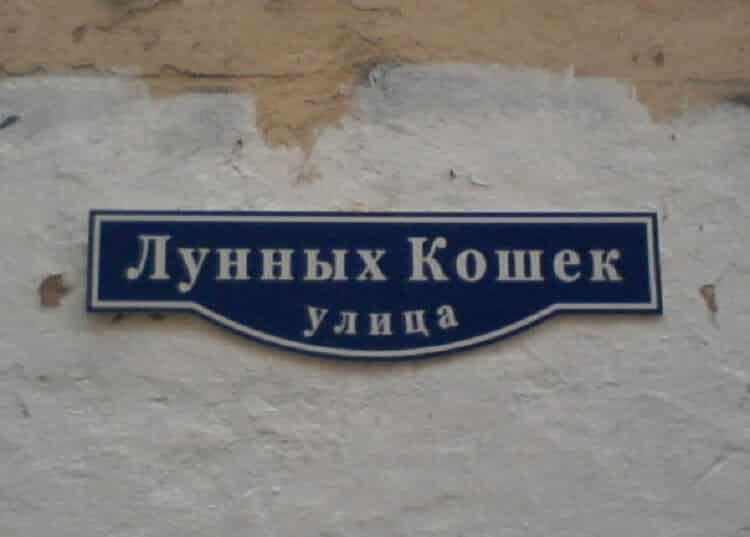 Лунных Кошек
улица